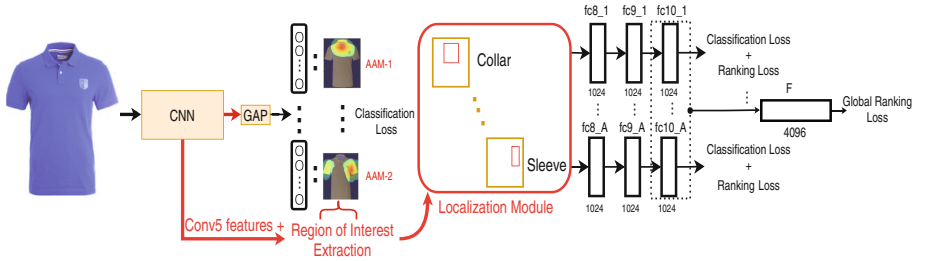 fc8_1
fc9_1
fc10_1
AAM-1
Collar
Classification Loss
+
Ranking Loss
1024
1024
1024
CNN
GAP
Classification
Loss
F
4096
Global Ranking
Loss
fc8_A
fc9_A
fc10_A
AAM-2
Sleeve
Classification Loss
+
Ranking Loss
1024
1024
1024
Localization Module
Conv5 features +
Region of Interest
Extraction